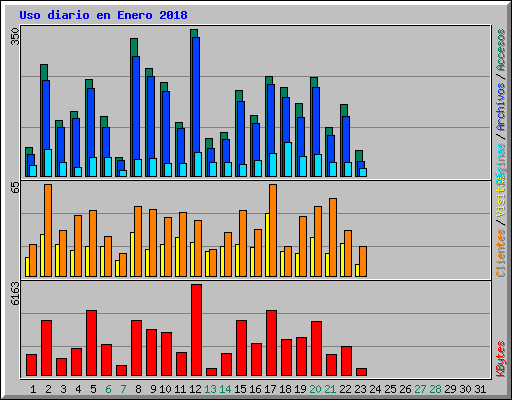 Uso diario en Enero 2018
350
65
6163
Accesos
Archivos /
Páginas /
Visitas
Clientes /
KBytes
1 2 3 4 5 6 7 8 9 10 11 12 13 14 15 16 17 18 19 20 21 22 23 24 25 26 27 28 29 30 31